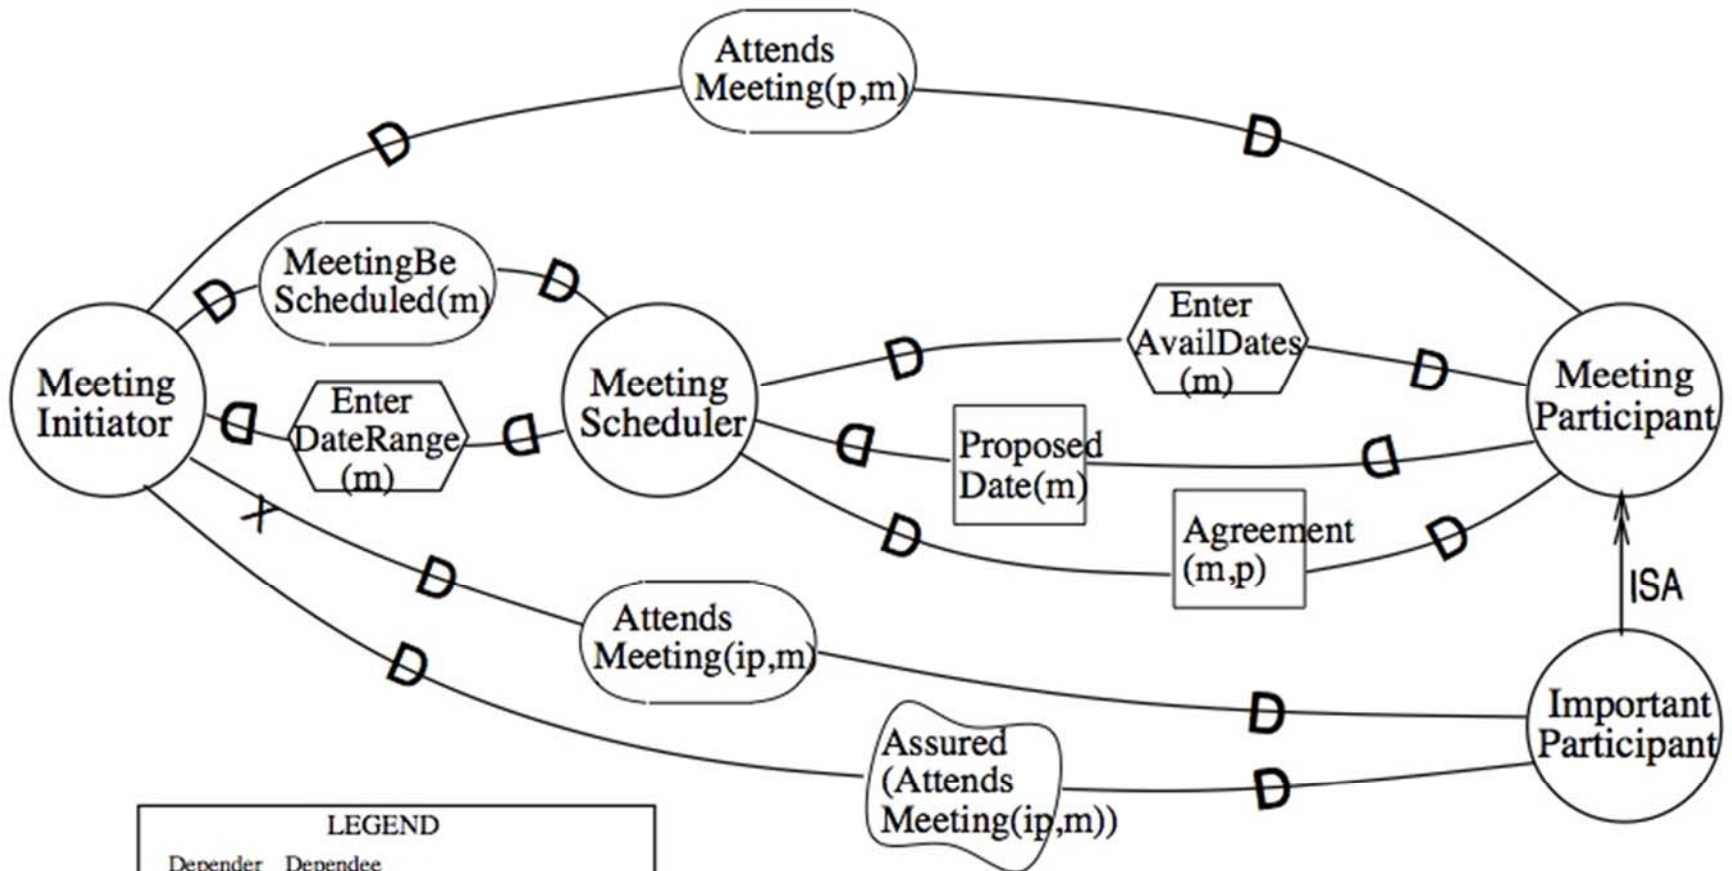 Attends
Meeting(p,m)
D
D
MeetingBe
Scheduled(m)
D
D
Enter
AvailDates
(m)
D
D
Meeting
Initiator
Enter
DateRange
(m)
D
D
Meeting
Scheduler
Meeting
Participant
Proposed
Date(m)
D
D
Agreement
(m,p)
D
D
X
D
ISA
Attends
Meeting(ip,m)
D
D
Important
Participant
Assured
(Attends
Meeting(ip,m))
D
LEGEND
Depender Dependee